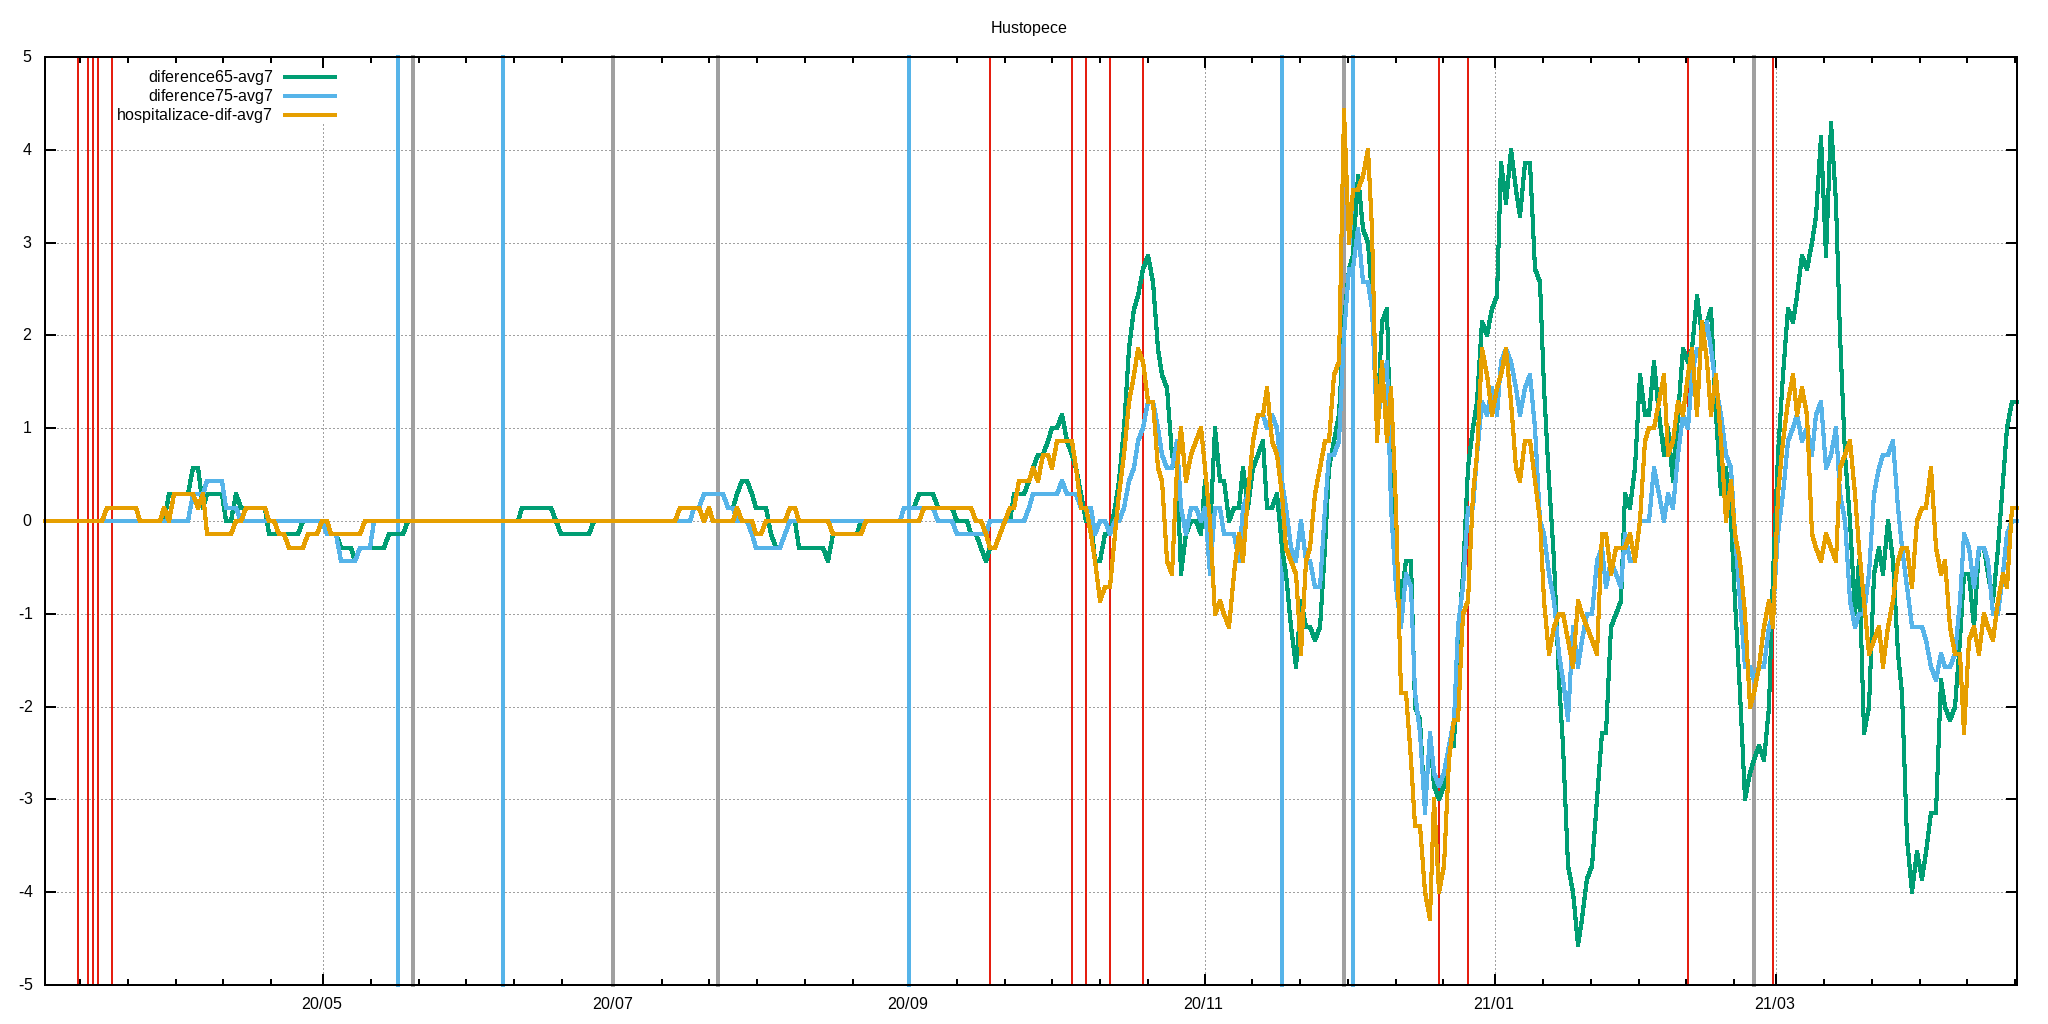 Hustopece
diference65-avg7
diference75-avg7
hospitalizace-dif-avg7
5
4
3
2
1
0
-1
-2
-3
-4
-5
20/05 20/07 20/09 20/11 21/01 21/03